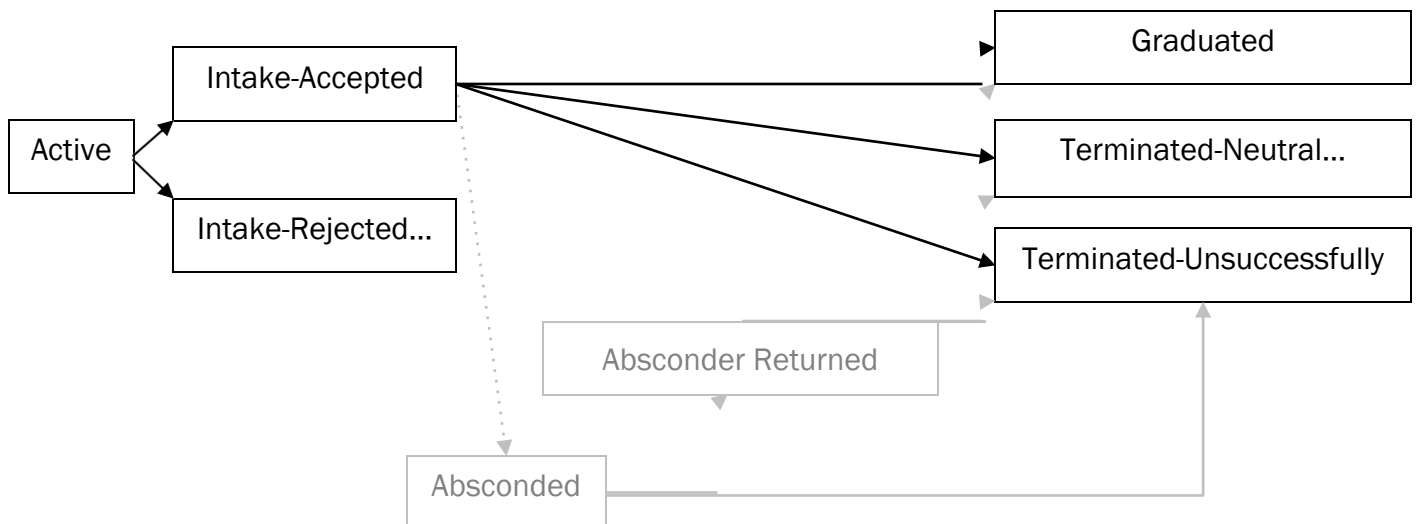 Graduated
Intake-Accepted
Active
Terminated-Neutral...
Intake-Rejected...
Terminated-Unsuccessfully
Absconder Returned
Absconded